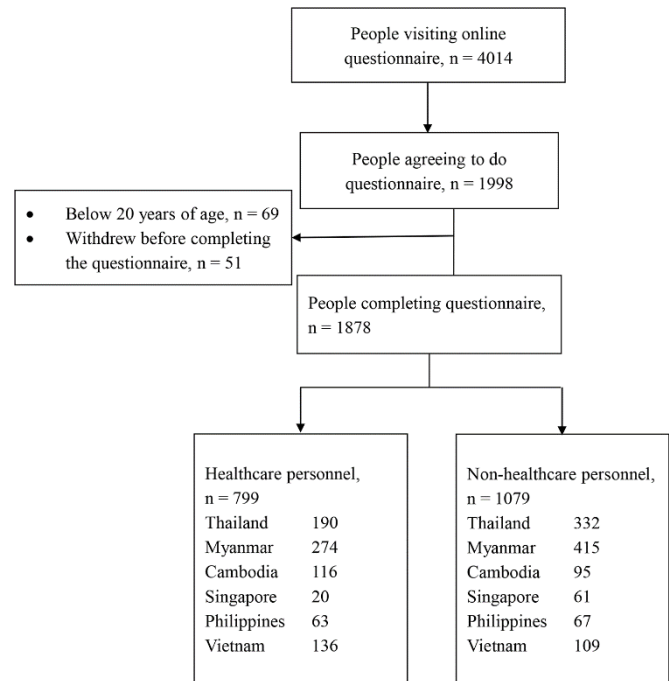 People visiting online
questionnaire, n = 4014
People agreeing to do
questionnaire, n = 1998
• Below 20 years of age, n = 69
• Withdrew before completing
the questionnaire, n = 51
People completing questionnaire,
n = 1878
Healthcare personnel,
n = 799
Thailand 190
Myanmar 274
Cambodia 116
Singapore 20
Philippines 63
Vietnam 136
Non-healthcare personnel,
n = 1079
Thailand 332
Myanmar 415
Cambodia 95
Singapore 61
Philippines 67
Vietnam 109